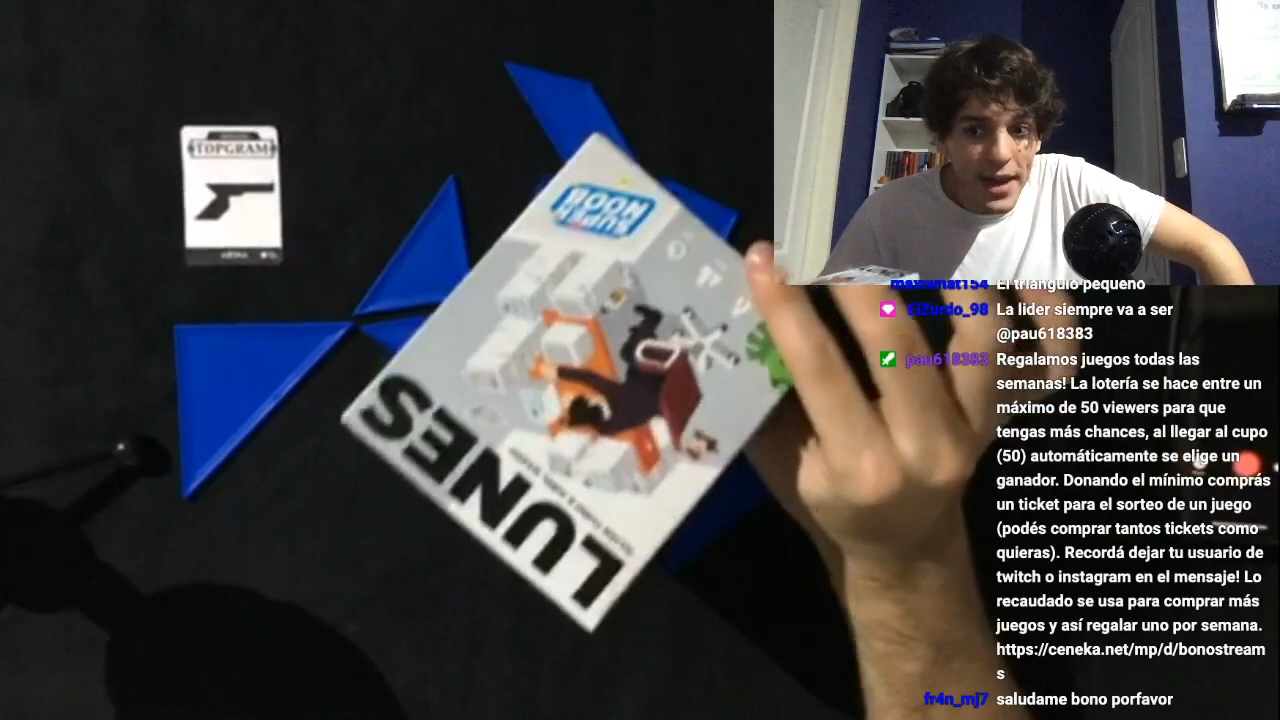 TOPGRAM
SUPER
NOOB
LUNES
maxwhat154 El triángulo pequeño
ElZurdo_98 La lider siempre va a ser
@pau618383
pau618383 Regalamos juegos todas las
semanas! La lotería se hace entre un
máximo de 50 viewers para que
tengas más chances, al llegar al cupo
(50) automáticamente se elige un
ganador. Donando el mínimo comprás
un ticket para el sorteo de un juego
(podés comprar tantos tickets como
quieras). Recordá dejar tu usuario de
twitch o instagram en el mensaje! Lo
recaudado se usa para comprar más
juegos y así regalar uno por semana.
https://ceneka.net/mp/d/bonostream
s
fr4n_mj7 saludame bono porfavor